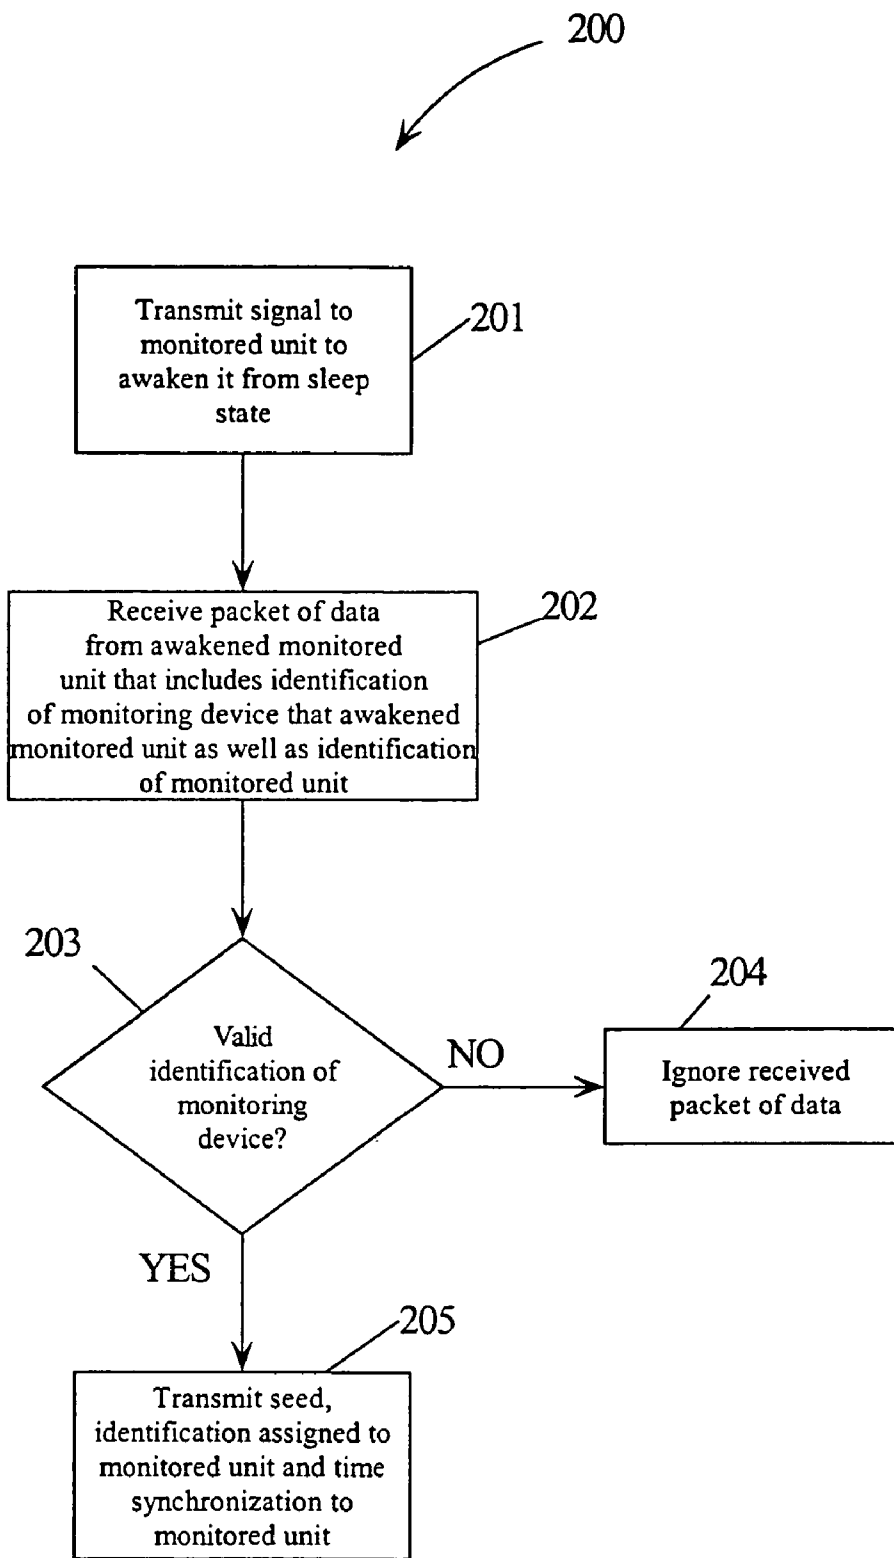 200
Transmit signal to
monitored unit to
awaken it from sleep
state
201
Receive packet of data
from awakened monitored
unit that includes identification
of monitoring device that awakened
monitored unit as well as identification
of monitored unit
202
203
Valid
identification of
monitoring
device?
NO
204
Ignore received
packet of data
YES
205
Transmit seed,
identification assigned to
monitored unit and time
synchronization to
monitored unit